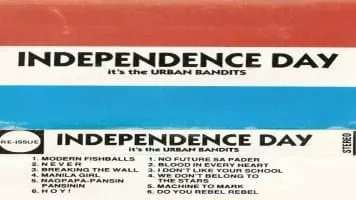 INDEPENDENCE DAY
it's the URBAN BANDITS
RE-ISSUE
INDEPENDENCE DAY
it's the URBAN BANDITS
STEREO
1. MODERN FISHBALLS
2. NEVER
3. BREAKING THE WALL
4. MANILA GIRL
5. NAGPAPA-PANSIN
PANSININ
6. HOY!
1. NO FUTURE SA PADER
2. BLOOD IN EVERY HEART
3. I DON'T LIKE YOUR SCHOOL
4. WE DON'T BELONG TO
THE STARS
5. MACHINE TO MARK
6. DO YOU REBEL REBEL